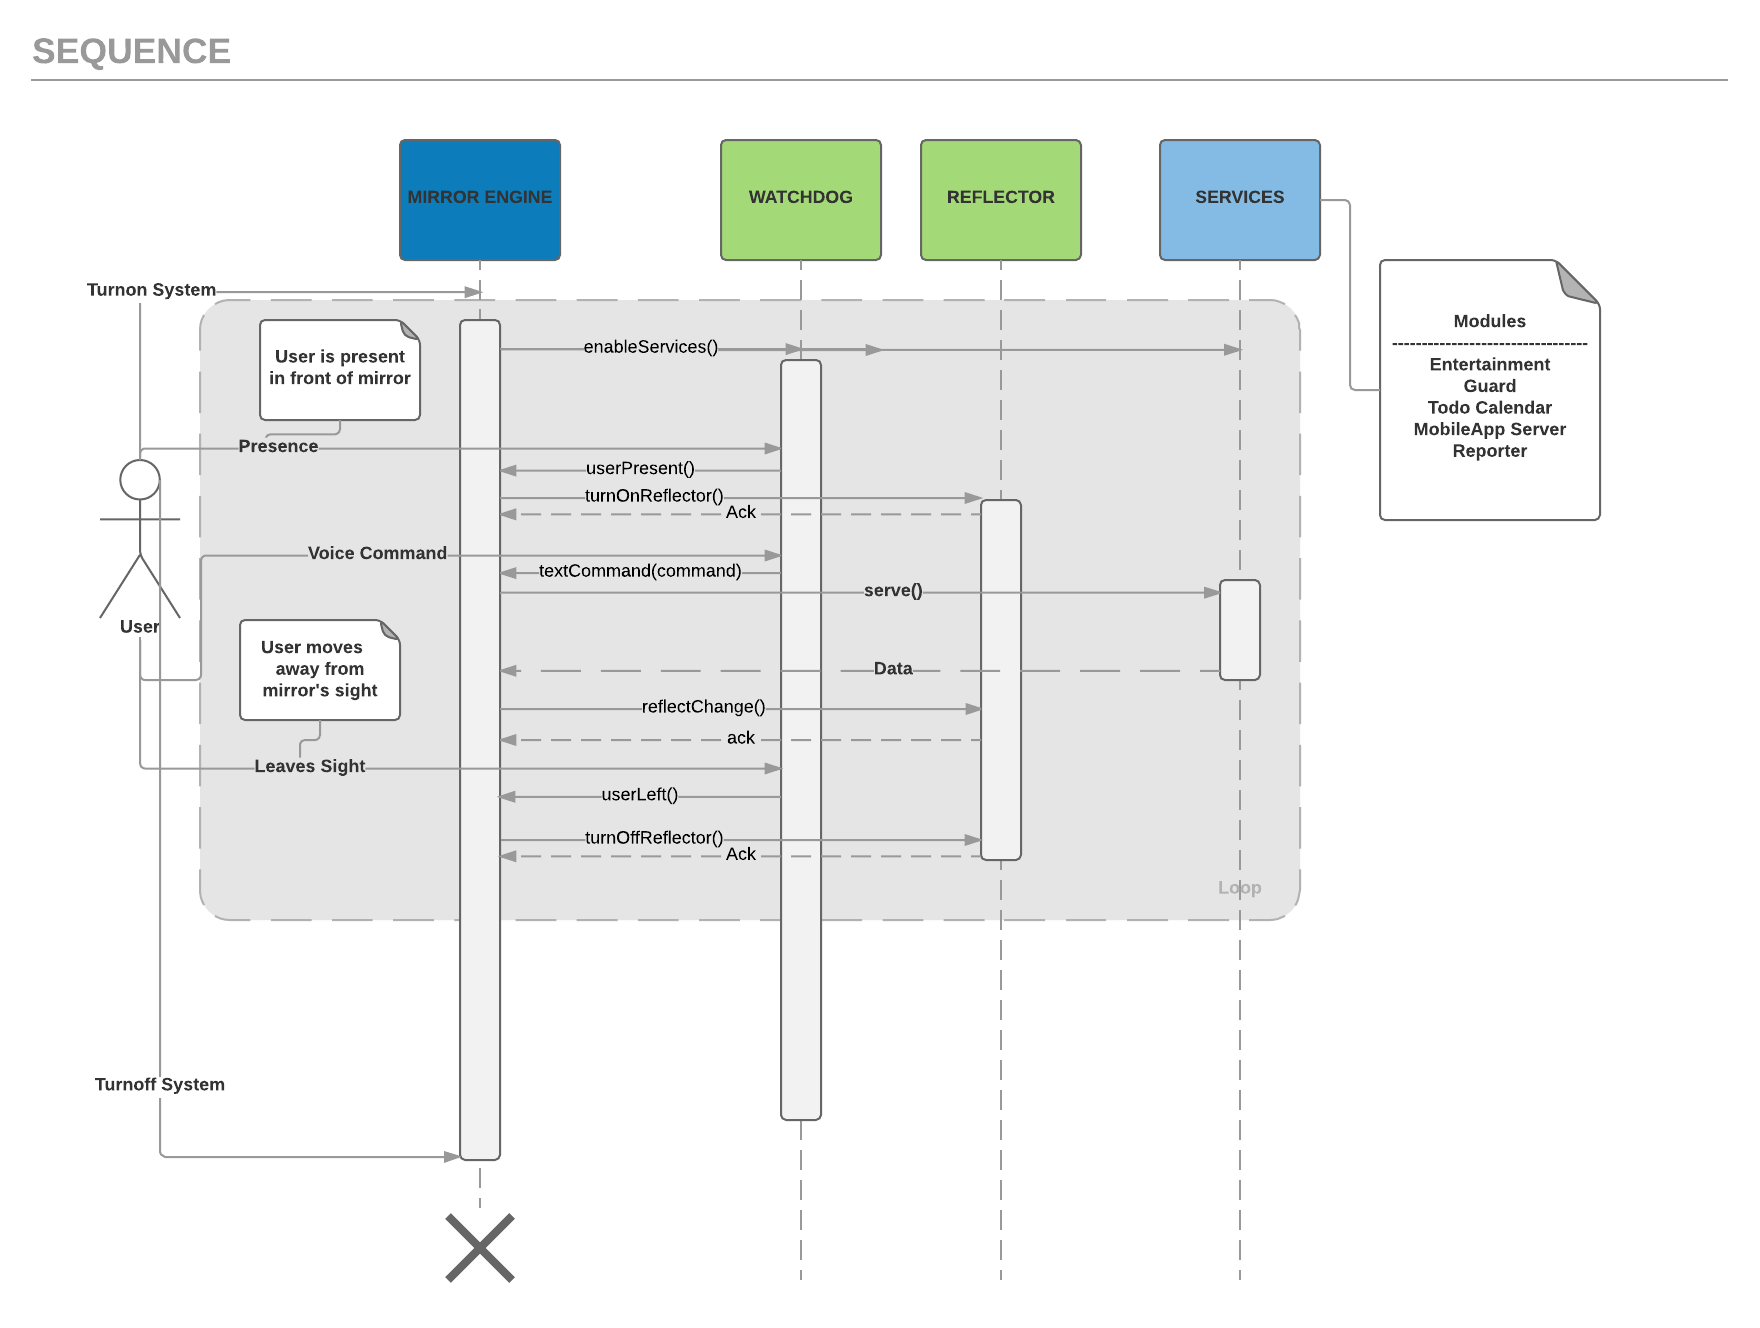 SEQUENCE
MIRROR ENGINE
WATCHDOG
REFLECTOR
SERVICES
Turnon System
Modules
---------------------------------
Entertainment
Guard
Todo Calendar
MobileApp Server
Reporter
User is present
in front of mirror
enableServices()
Presence
userPresent()
turnOnReflector()
Ack
Voice Command
textCommand(command)
serve()
User
User moves
away from
mirror's sight
Data
reflectChange()
ack
Leaves Sight
userLeft()
turnOffReflector()
Ack
Loop
Turnoff System